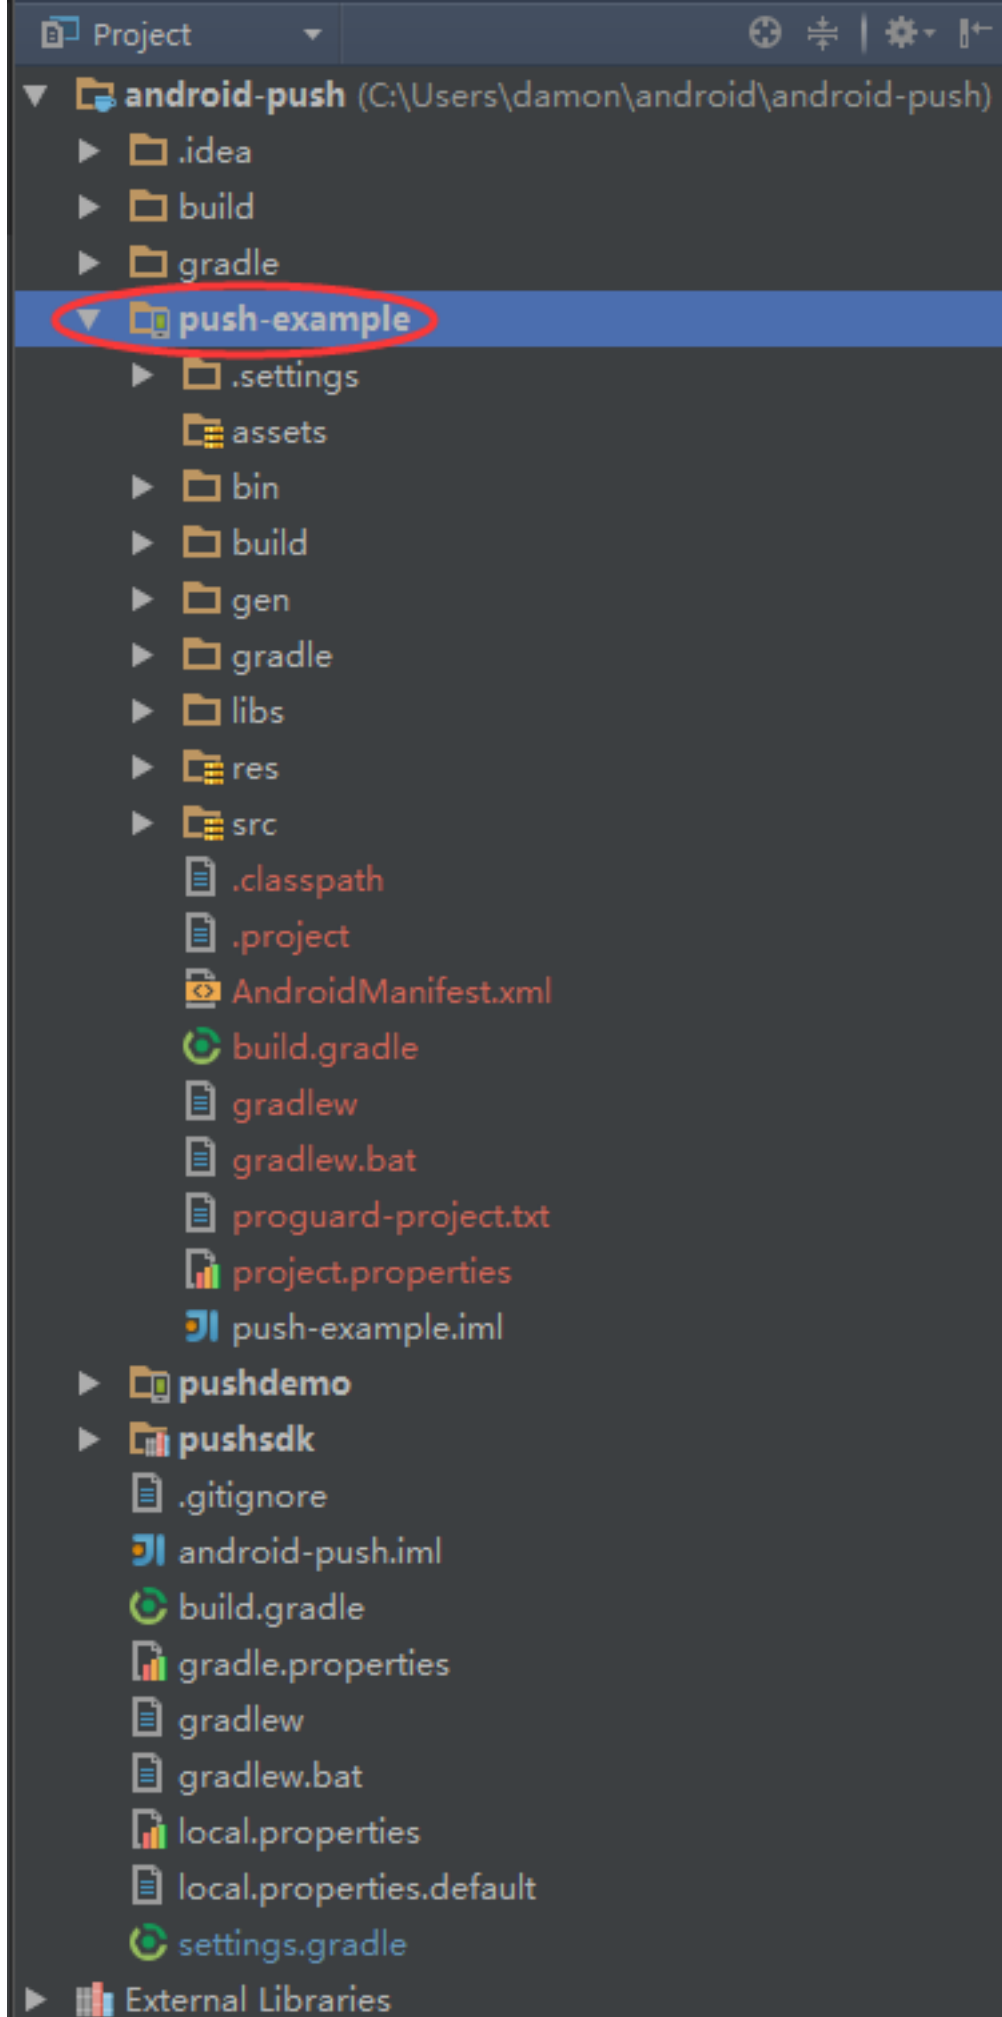 Project
android-push (C:\Users\damon\android\android-push)
.idea
build
gradle
push-example
.settings
assets
bin
build
gen
gradle
libs
res
src
.classpath
.project
AndroidManifest.xml
build.gradle
gradlew
gradlew.bat
proguard-project.txt
project.properties
push-example.iml
pushdemo
pushsdk
.gitignore
android-push.iml
build.gradle
gradle.properties
gradlew
gradlew.bat
local.properties
local.properties.default
settings.gradle
External Libraries